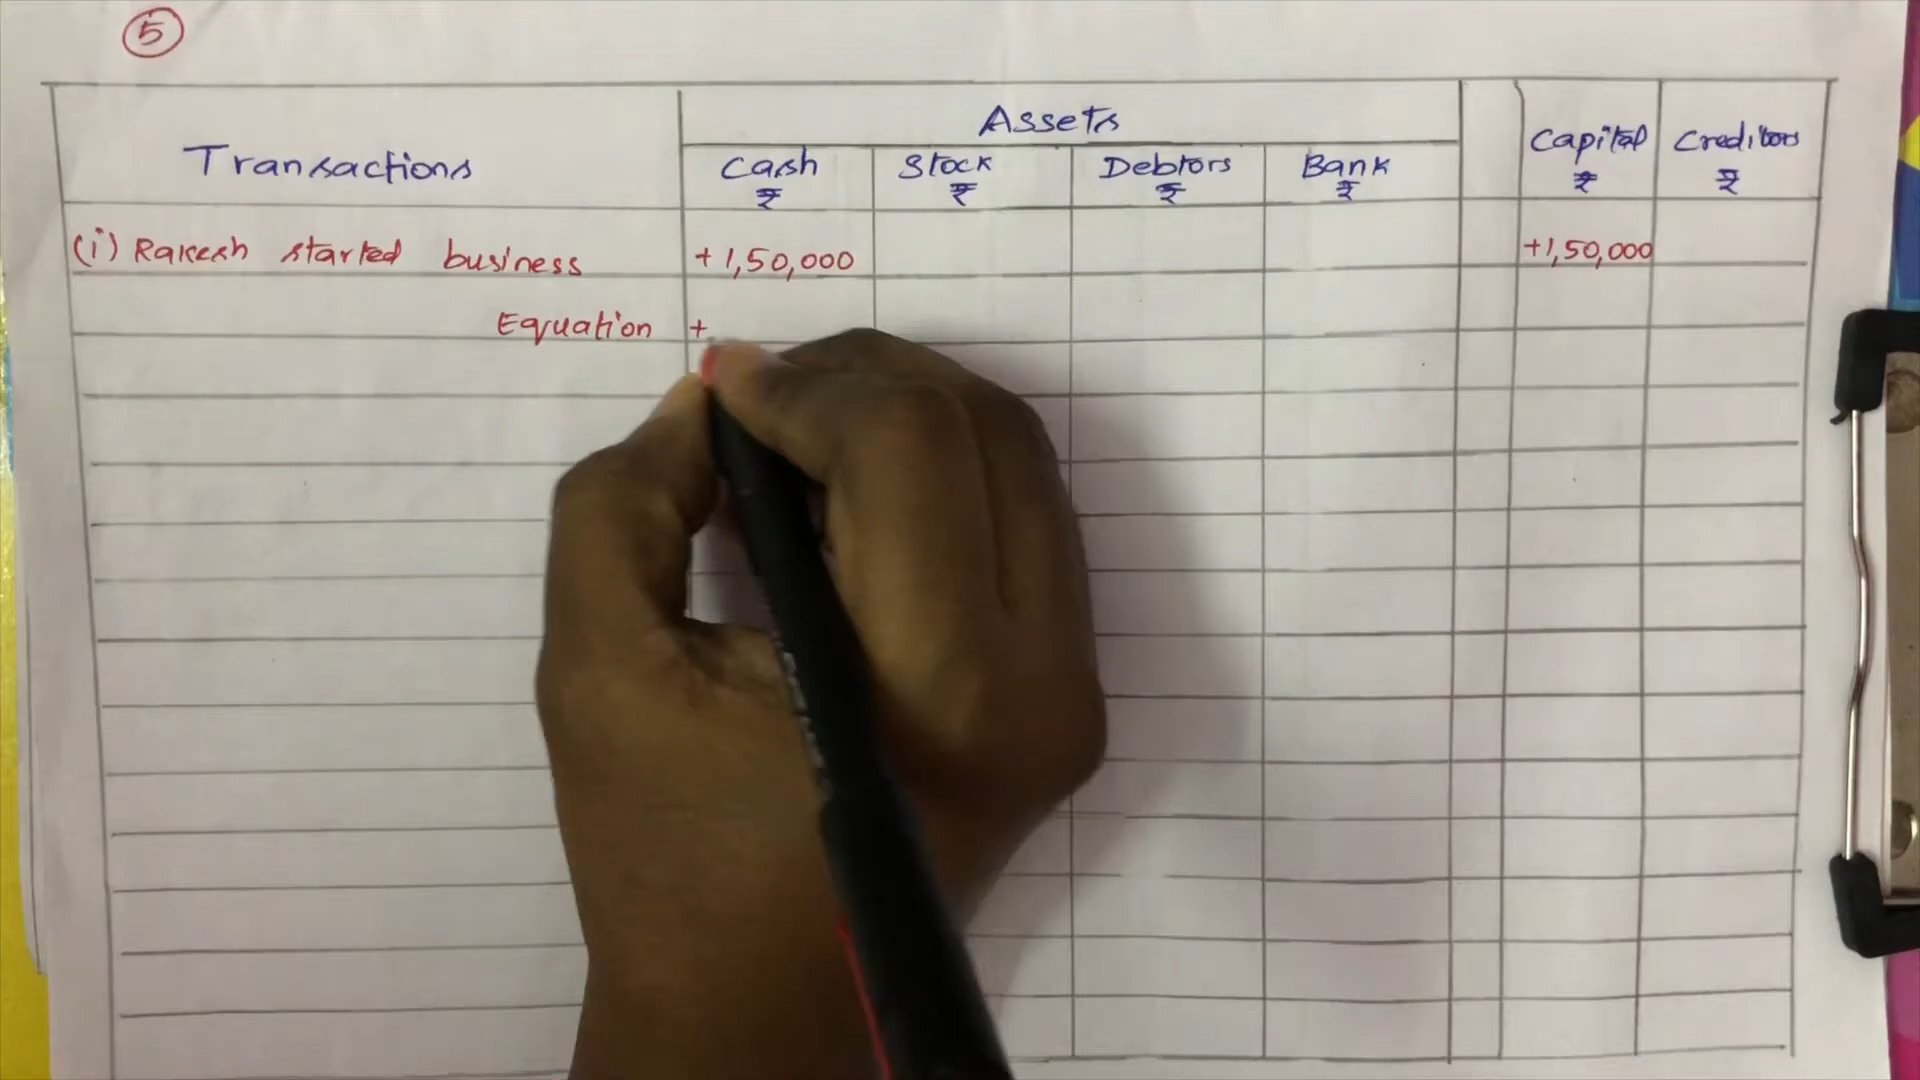 5
Assets
Transactions
Cash Stock Debtors Bank Capital Creditors
₹ ₹ ₹ ₹ ₹ ₹
(i) Rakesh started business +1,50,000 +1,50,000
Equation +